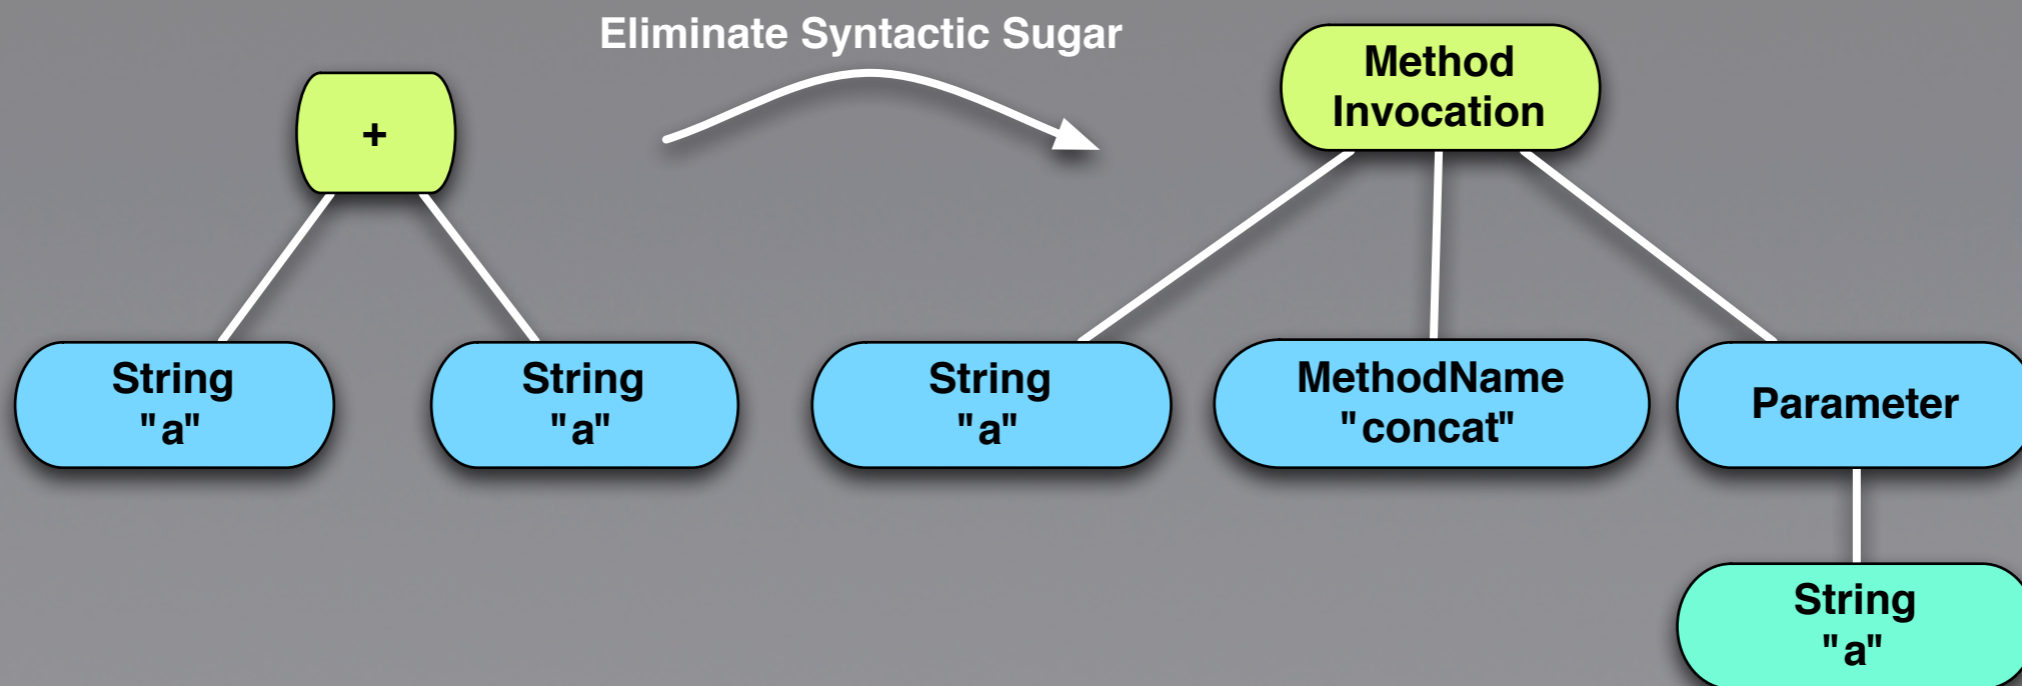 Eliminate Syntactic Sugar
+
Method
Invocation
String
"a"
String
"a"
String
"a"
MethodName
"concat"
Parameter
String
"a"